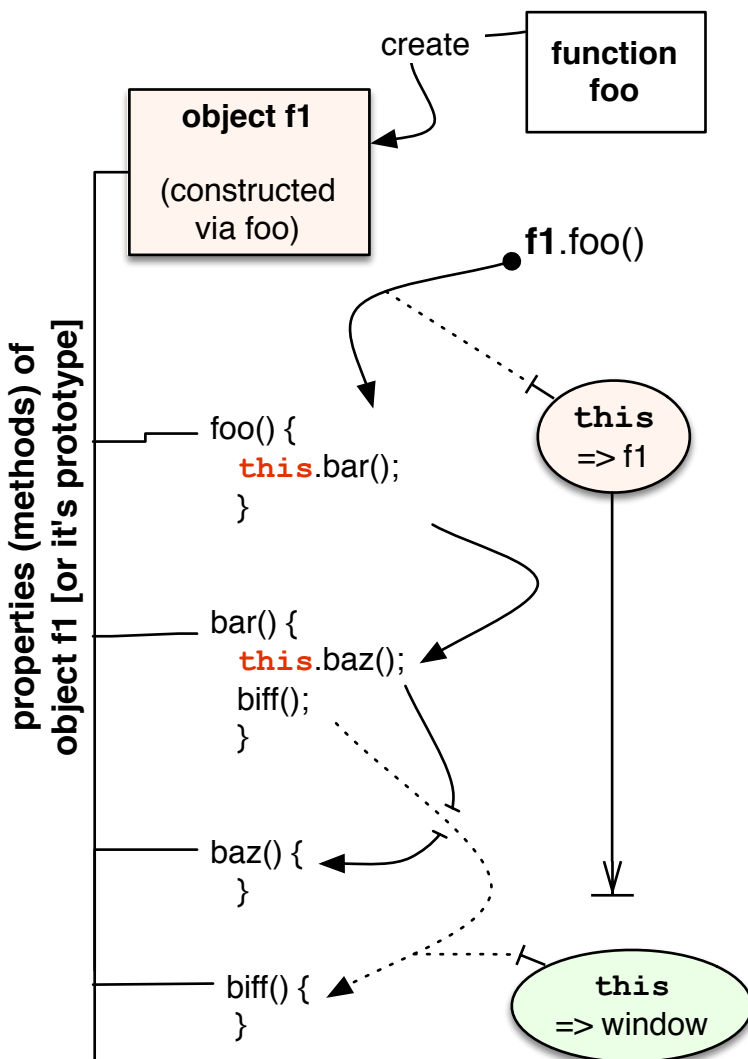 create
function
foo
object f1
(constructed
via foo)
f1.foo()
properties (methods) of
object f1 [or it's prototype]
this
=> f1
foo() {
this.bar();
}
bar() {
this.baz();
biff();
}
baz() {
}
biff() {
}
this
=> window